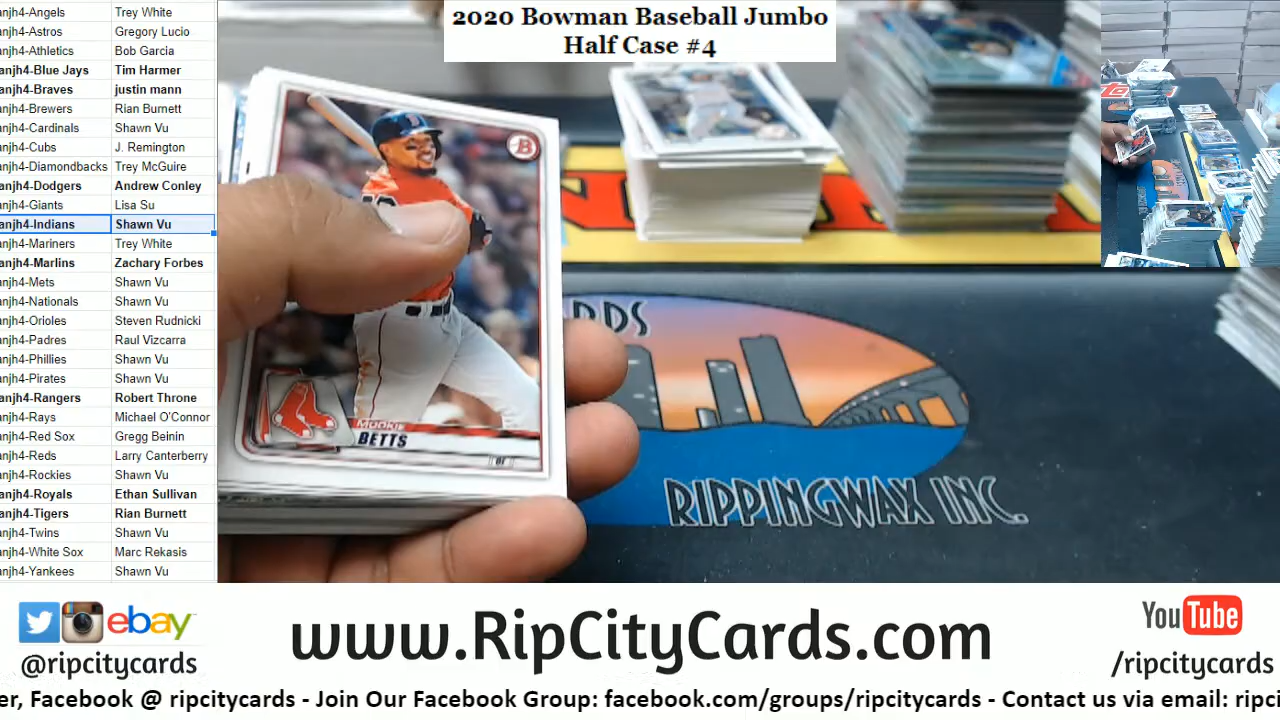 2020 Bowman Baseball Jumbo
Half Case #4
anjh4-Angels Trey White
anjh4-Astros Gregory Lucio
anjh4-Athletics Bob Garcia
anjh4-Blue Jays Tim Harmer
anjh4-Braves justin mann
anjh4-Brewers Rian Burnett
anjh4-Cardinals Shawn Vu
anjh4-Cubs J. Remington
anjh4-Diamondbacks Trey McGuire
anjh4-Dodgers Andrew Conley
anjh4-Giants Lisa Su
anjh4-Indians Shawn Vu
anjh4-Mariners Trey White
anjh4-Marlins Zachary Forbes
anjh4-Mets Shawn Vu
anjh4-Nationals Shawn Vu
anjh4-Orioles Steven Rudnicki
anjh4-Padres Raul Vizcarra
anjh4-Phillies Shawn Vu
anjh4-Pirates Shawn Vu
anjh4-Rangers Robert Throne
anjh4-Rays Michael O'Connor
anjh4-Red Sox Gregg Beinin
anjh4-Reds Larry Canterberry
anjh4-Rockies Shawn Vu
anjh4-Royals Ethan Sullivan
anjh4-Tigers Rian Burnett
anjh4-Twins Shawn Vu
anjh4-White Sox Marc Rekasis
anjh4-Yankees Shawn Vu
B
MOOKIE
BETTS
OF
RDS
RIPPINGWAX INC.
ebay
@ripcitycards
www.RipCityCards.com
YouTube
/ripcitycards
er, Facebook @ ripcitycards - Join Our Facebook Group: facebook.com/groups/ripcitycards - Contact us via email: ripci